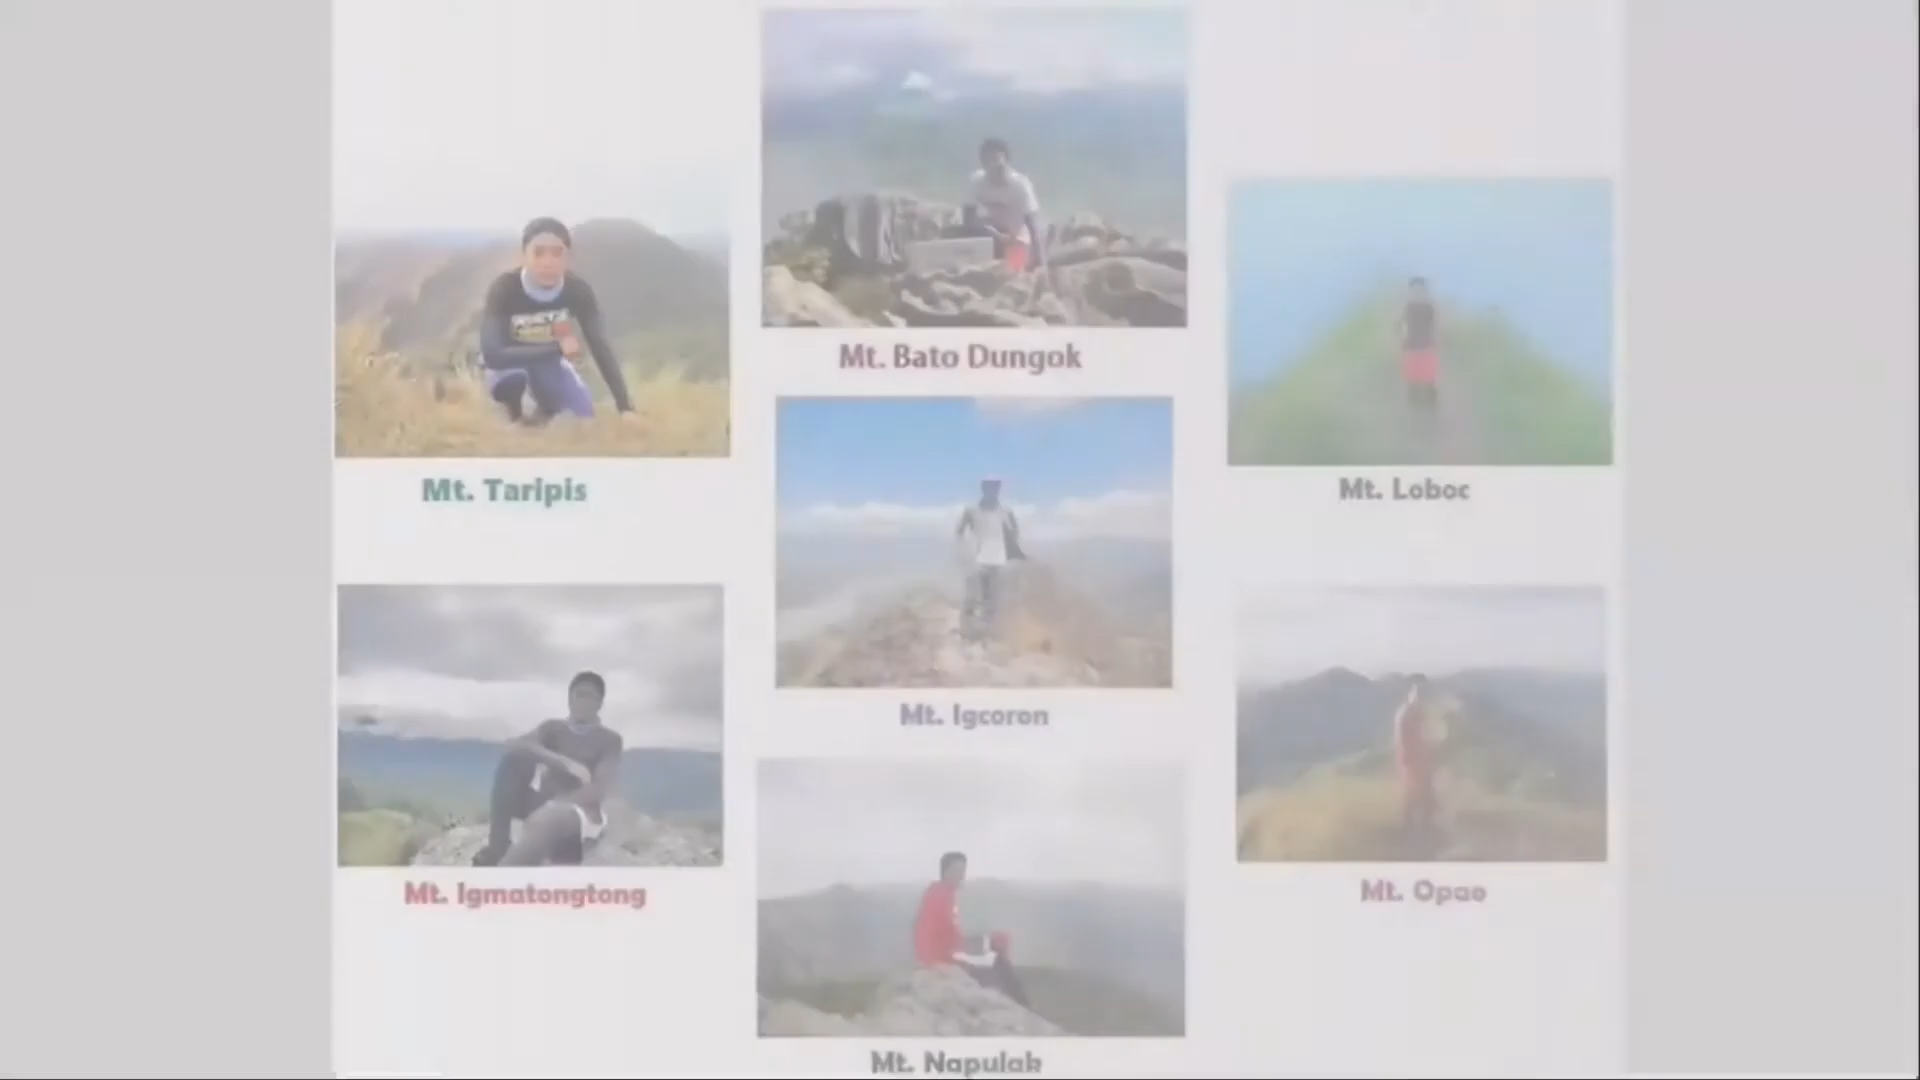 Mt. Bato Dungok
Mt. Taripis
Mt. Loboc
Mt. Igcoron
Mt. Igmatongtong
Mt. Opao
Mt. Napulak